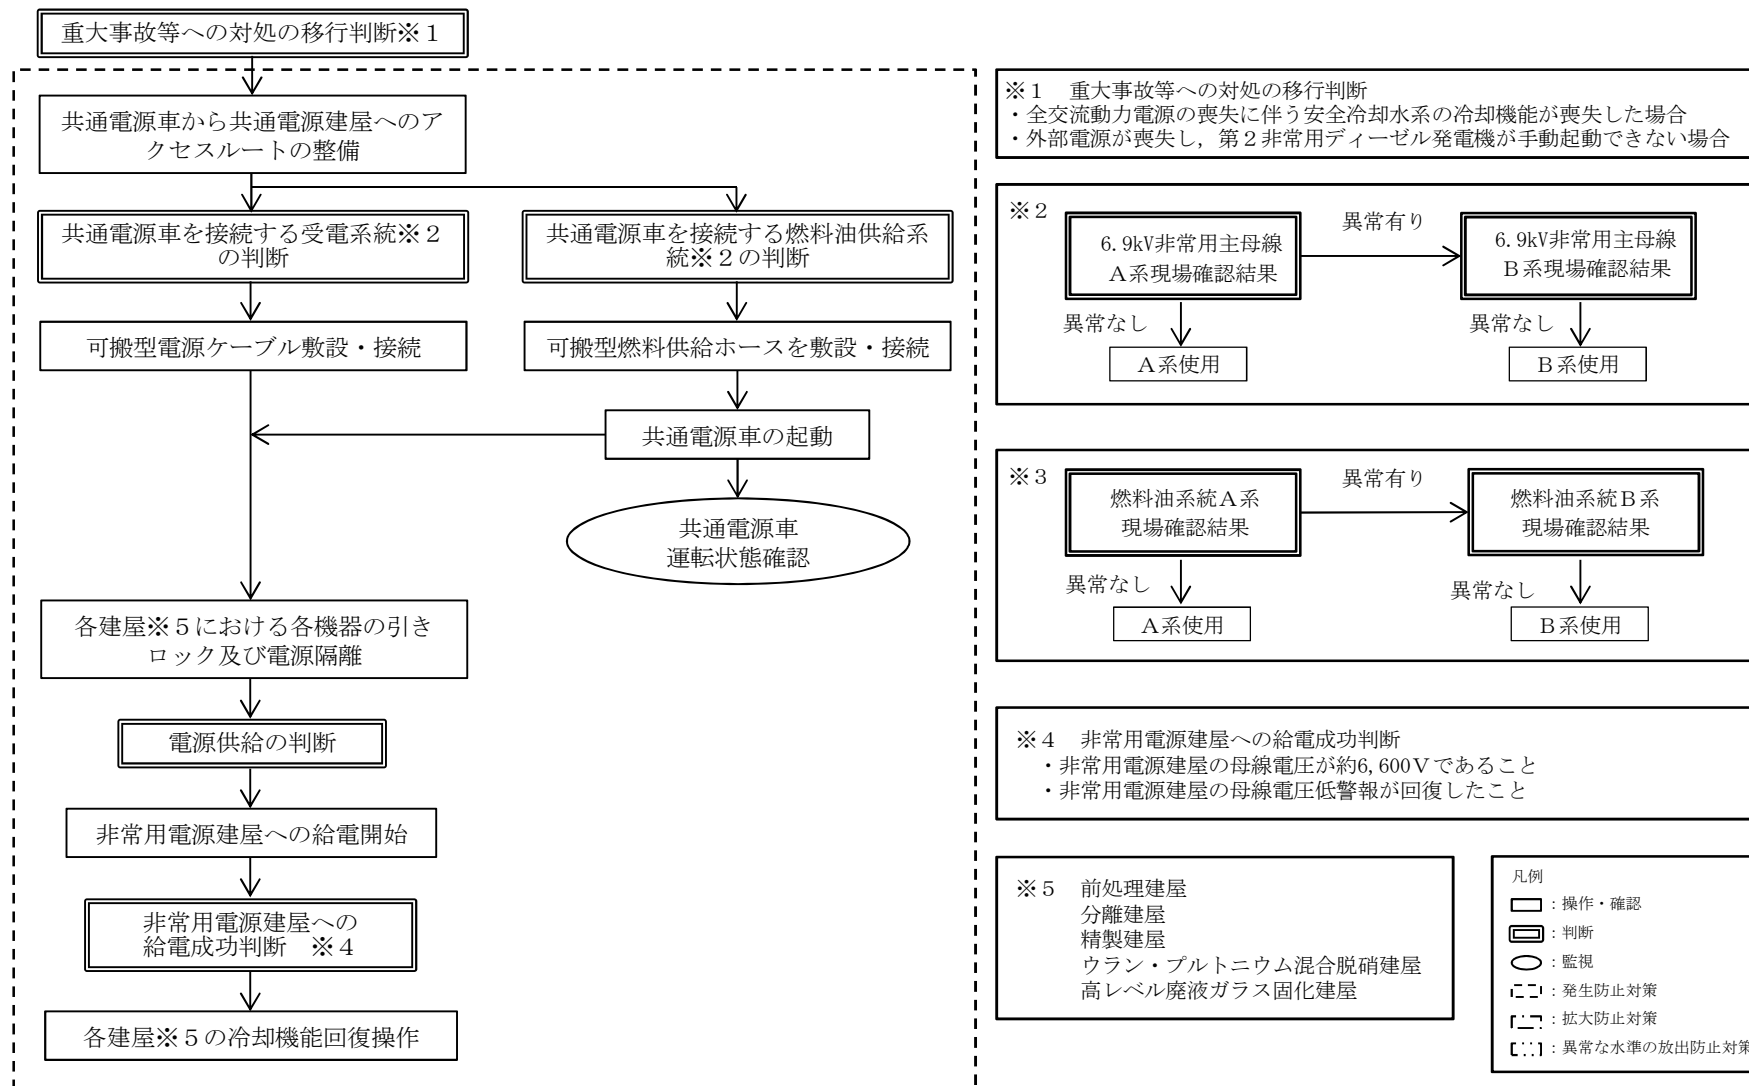 重大事故等への対処の移行判断※１
共通電源車から共通電源建屋へのア
クセスルートの整備
共通電源車を接続する受電系統※２
の判断
共通電源車を接続する燃料油供給系
統※２の判断
可搬型電源ケーブル敷設・接続
可搬型燃料供給ホースを敷設・接続
共通電源車の起動
共通電源車
運転状態確認
各建屋※５における各機器の引き
ロック及び電源隔離
電源供給の判断
非常用電源建屋への給電開始
非常用電源建屋への
給電成功判断　※４
各建屋※５の冷却機能回復操作
※１　重大事故等への対処の移行判断
・全交流動力電源の喪失に伴う安全冷却水系の冷却機能が喪失した場合
・外部電源が喪失し，第２非常用ディーゼル発電機が手動起動できない場合
※２
6.9kV非常用主母線
Ａ系現場確認結果
異常有り
6.9kV非常用主母線
Ｂ系現場確認結果
異常なし
異常なし
Ａ系使用
Ｂ系使用
※３
燃料油系統Ａ系
現場確認結果
異常有り
燃料油系統Ｂ系
現場確認結果
異常なし
異常なし
Ａ系使用
Ｂ系使用
※４　非常用電源建屋への給電成功判断
・非常用電源建屋の母線電圧が約6,600Ｖであること
・非常用電源建屋の母線電圧低警報が回復したこと
※５　前処理建屋
分離建屋
精製建屋
ウラン・プルトニウム混合脱硝建屋
高レベル廃液ガラス固化建屋
凡例
：操作・確認
：判断
：監視
：発生防止対策
：拡大防止対策
：異常な水準の放出防止対策